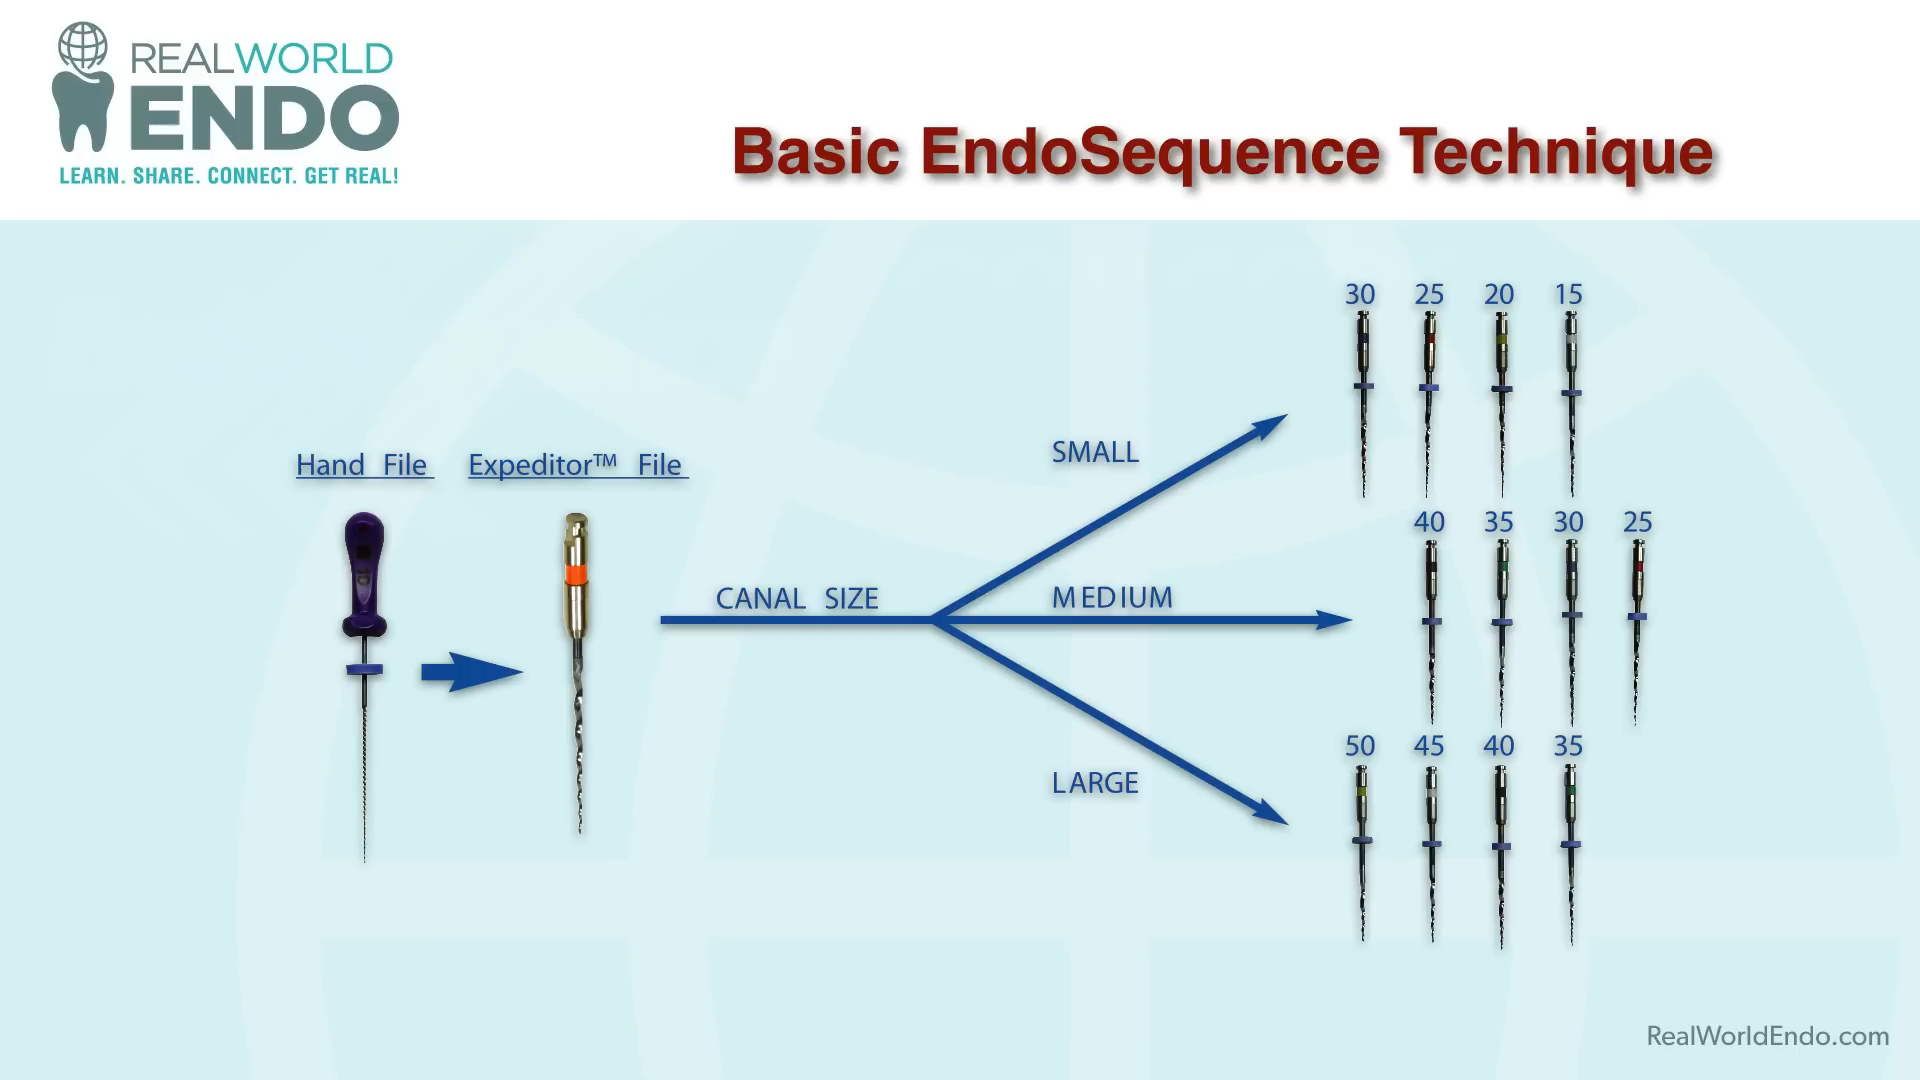 REALWORLD
ENDO
LEARN. SHARE. CONNECT. GET REAL!
Basic EndoSequence Technique
Hand File
Expeditor™ File
CANAL SIZE
SMALL
MEDIUM
LARGE
30 25 20 15
40 35 30 25
50 45 40 35
RealWorldEndo.com